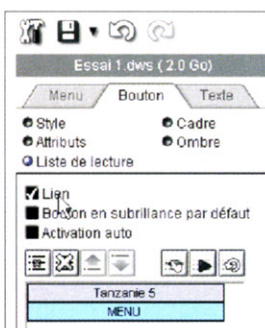 Essai 1.dws ( 2.0 Go)
Menu Bouton Texte
Style Cadre
Attributs Ombre
Liste de lecture
Lien
Bouton en subrillance par défaut
Activation auto
Tanzanie 5
MENU